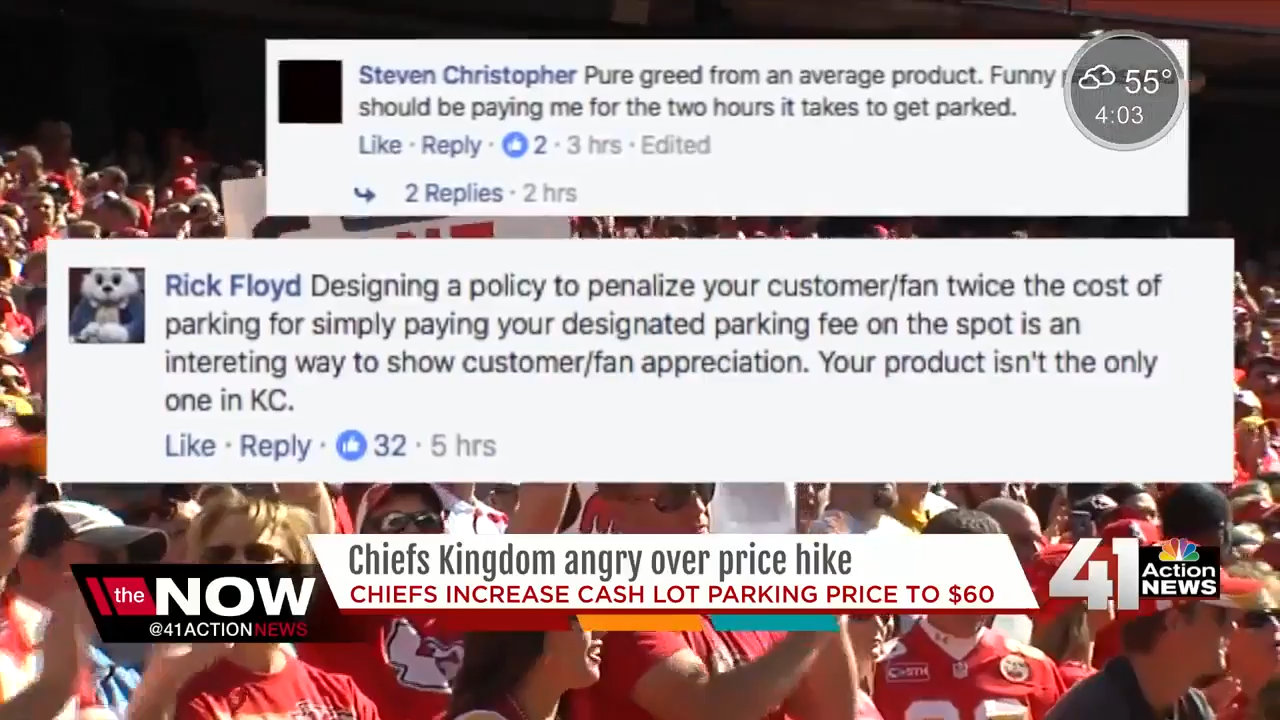 Steven Christopher Pure greed from an average product. Funny
should be paying me for the two hours it takes to get parked.
Like · Reply · 2 · 3 hrs · Edited
2 Replies · 2 hrs
55°
4:03
Rick Floyd Designing a policy to penalize your customer/fan twice the cost of
parking for simply paying your designated parking fee on the spot is an
intereting way to show customer/fan appreciation. Your product isn't the only
one in KC.
Like · Reply · 32 · 5 hrs
Chiefs Kingdom angry over price hike
CHIEFS INCREASE CASH LOT PARKING PRICE TO $60
the NOW
@41ACTIONNEWS
41 Action
NEWS